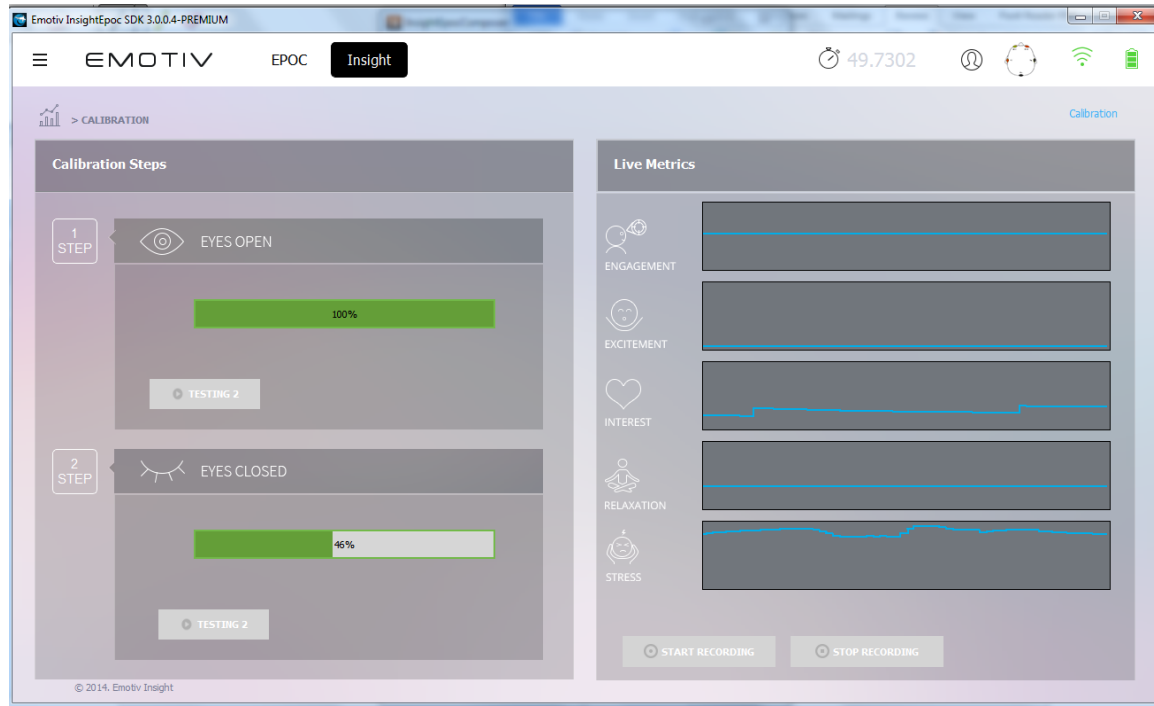 Emotiv InsightEpoc SDK 3.0.0.4-PREMIUM
EMOTIV
EPOC
Insight
49.7302
> CALIBRATION
Calibration
Calibration Steps
1
STEP
EYES OPEN
100%
TESTING 2
2
STEP
EYES CLOSED
46%
TESTING 2
Live Metrics
ENGAGEMENT
EXCITEMENT
INTEREST
RELAXATION
STRESS
START RECORDING
STOP RECORDING
© 2014. Emotiv Insight